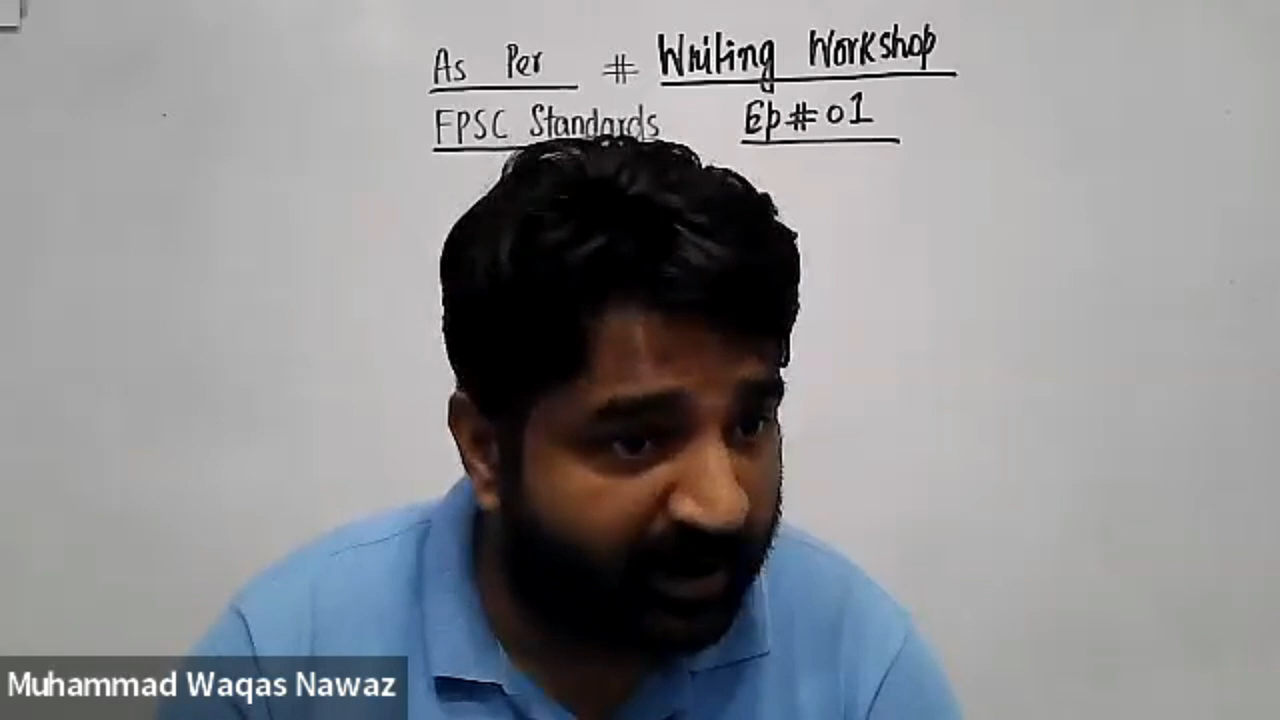 As Per # Writing Workshop
FPSC Standards Ep#01
Muhammad Waqas Nawaz